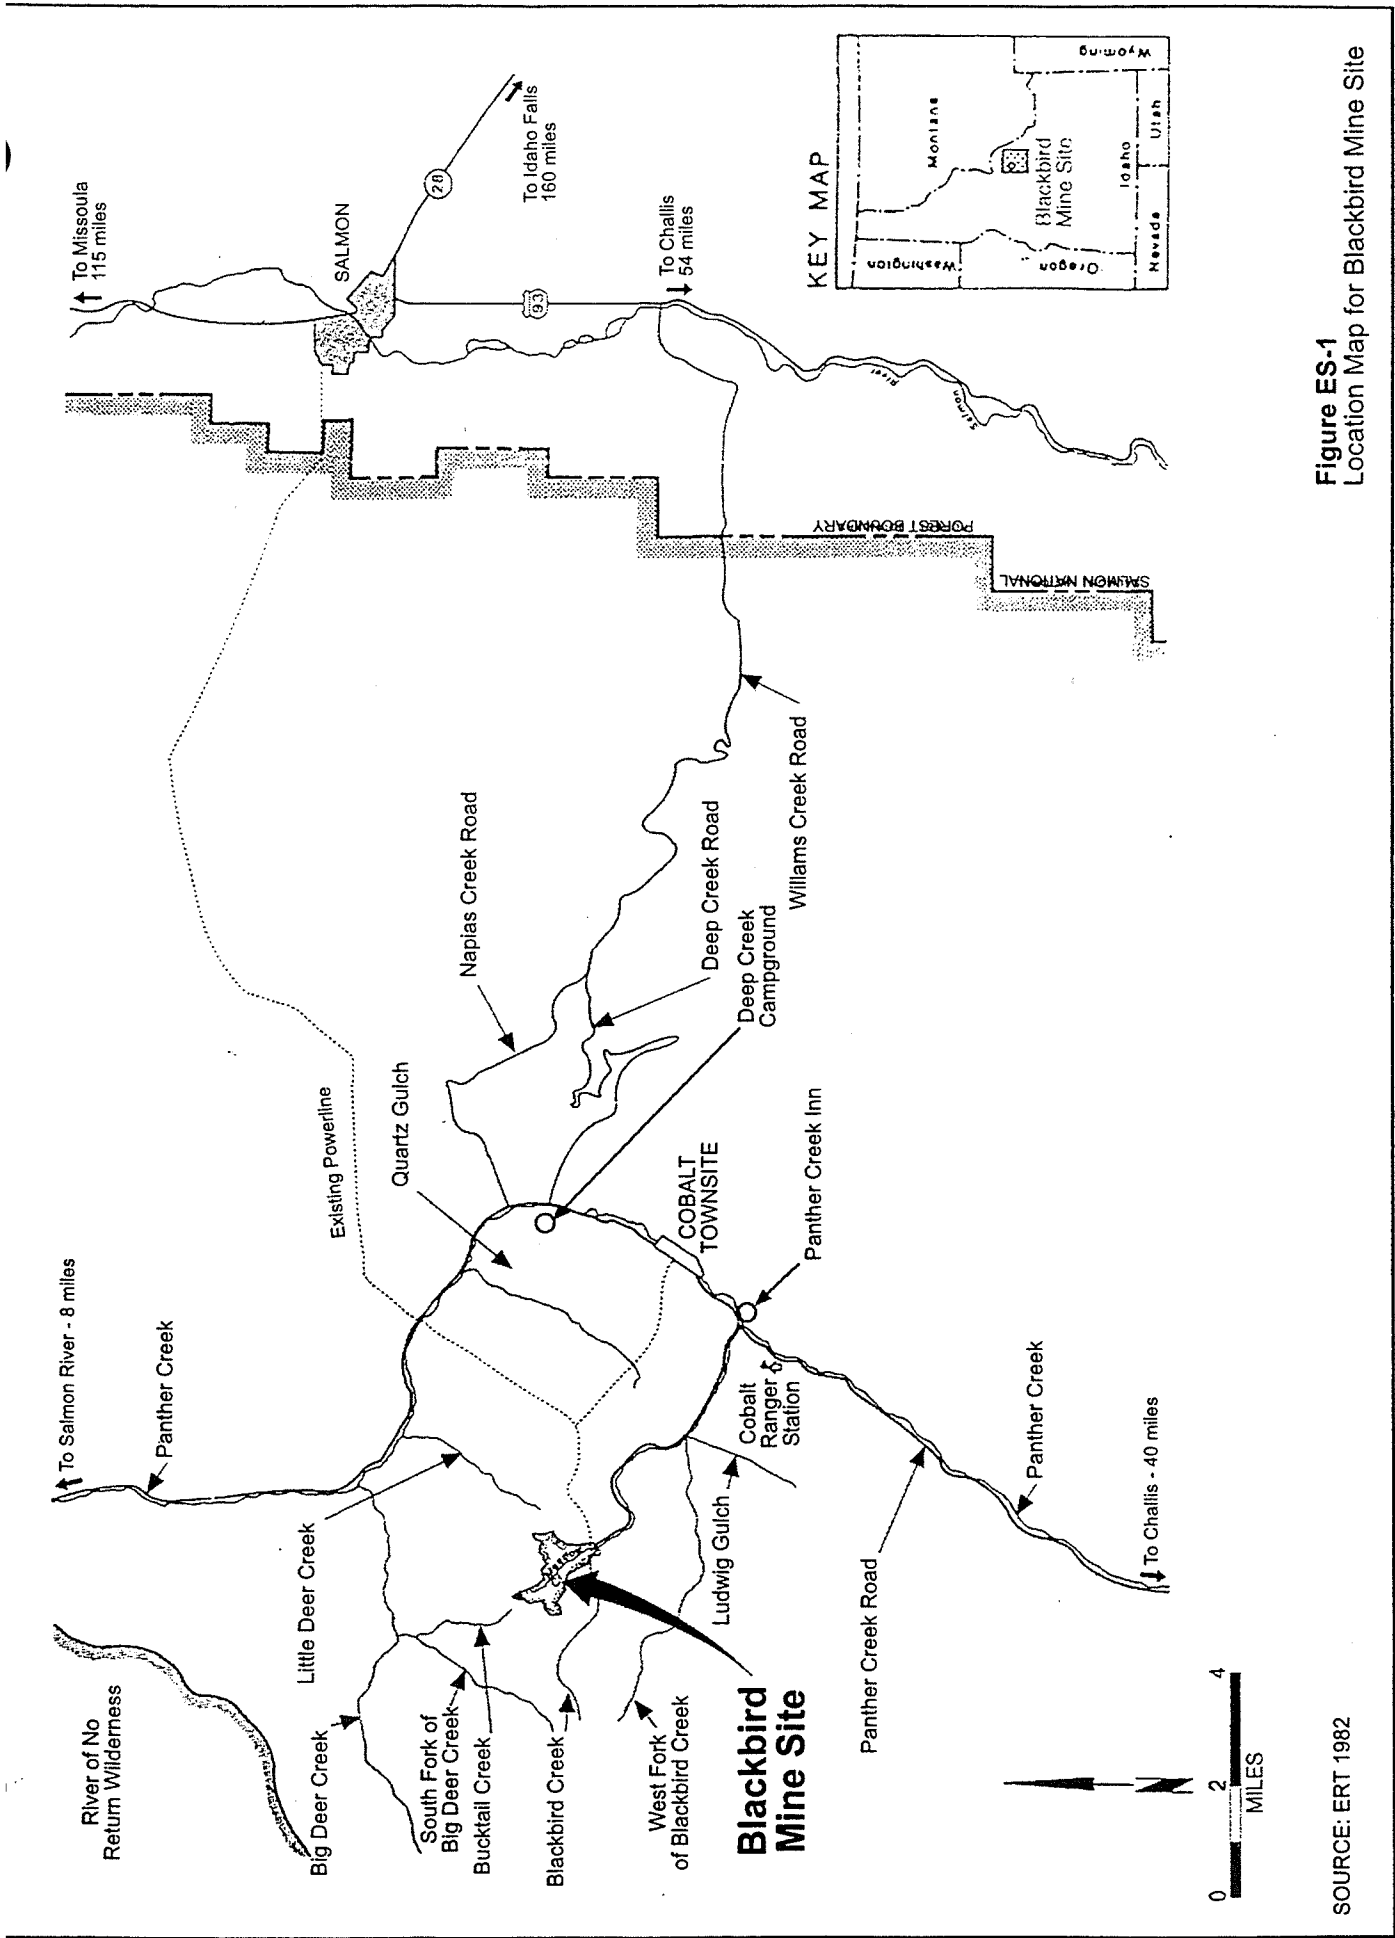 River of No
Return Wilderness
To Salmon River - 8 miles
Panther Creek
To Missoula
115 miles
SALMON
28
To Idaho Falls
160 miles
93
To Challis
54 miles
Existing Powerline
Quartz Gulch
Napias Creek Road
Deep Creek Road
Deep Creek
Campground
Willams Creek Road
Salmon
River
SALMON NATIONAL
FOREST BOUNDARY
Big Deer Creek
Little Deer Creek
South Fork of
Big Deer Creek
Bucktail Creek
Blackbird Creek
West Fork
of Blackbird Creek
Blackbird
Mine Site
Ludwig Gulch
Cobalt
Ranger
Station
COBALT
TOWNSITE
Panther Creek Inn
Panther Creek Road
Panther Creek
To Challis - 40 miles
KEY MAP
Washington
Montana
Oregon
Blackbird
Mine Site
Idaho
Wyoming
Nevada
Utah
0 2 4
MILES
SOURCE: ERT 1982
Figure ES-1
Location Map for Blackbird Mine Site